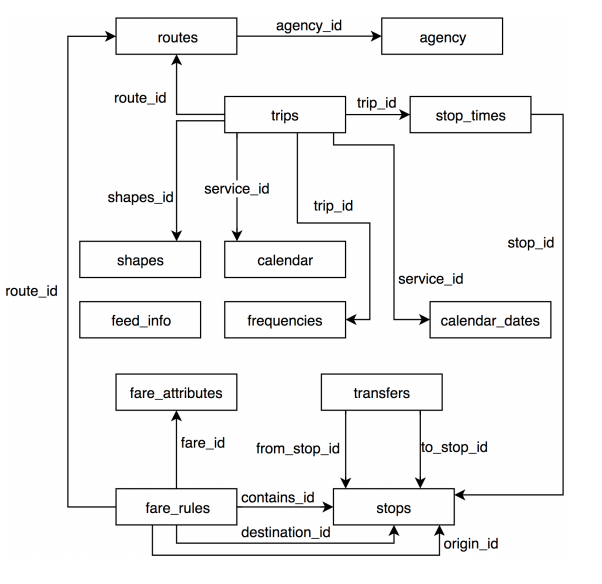 agency_id
routes
agency
route_id
trip_id
trips
stop_times
shapes_id
service_id
trip_id
stop_id
shapes
calendar
service_id
route_id
feed_info
frequencies
calendar_dates
fare_attributes
transfers
fare_id
from_stop_id
to_stop_id
contains_id
fare_rules
stops
destination_id
origin_id